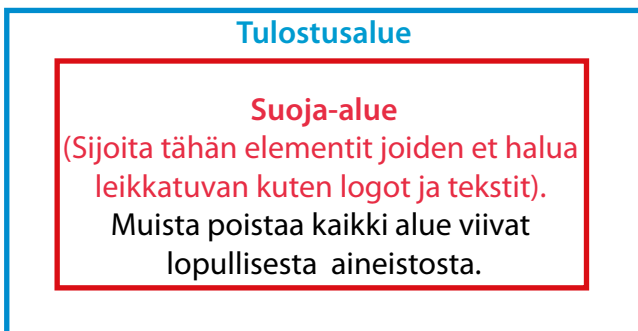 Tulostusalue
Suoja-alue
(Sijoita tähän elementit joiden et halua
leikkatuvan kuten logot ja tekstit).
Muista poistaa kaikki alue viivat
lopullisesta aineistosta.